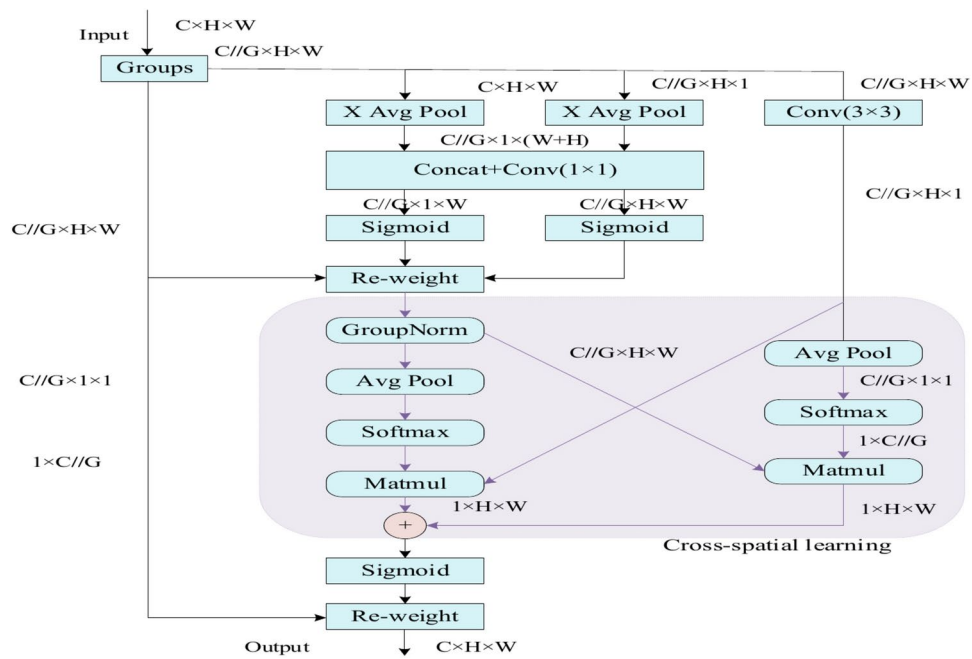 C×H×W
Input
C//G×H×W
Groups
C×H×W
C//G×H×1
C//G×H×W
X Avg Pool
X Avg Pool
Conv(3×3)
C//G×1×(W+H)
Concat+Conv(1×1)
C//G×H×1
C//G×1×W
C//G×H×W
C//G×H×W
Sigmoid
Sigmoid
Re-weight
GroupNorm
C//G×H×W
Avg Pool
C//G×1×1
Avg Pool
C//G×1×1
Softmax
Softmax
1×C//G
1×C//G
Matmul
Matmul
1×H×W
1×H×W
+
Cross-spatial learning
Sigmoid
Re-weight
Output
C×H×W